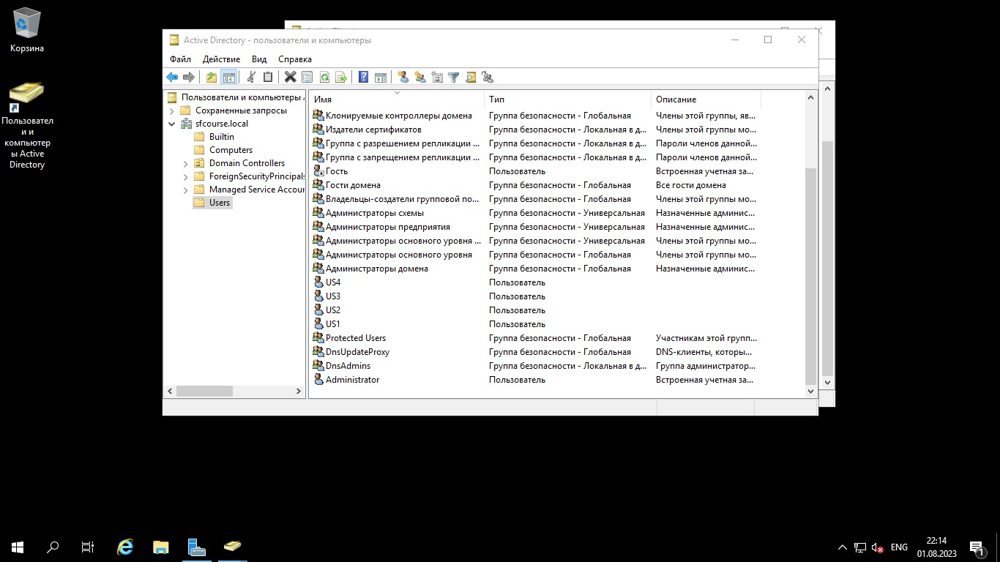 Корзина
Пользовател
и и
компьютер
ы Active
Directory
Active Directory - пользователи и компьютеры
Файл Действие Вид Справка
Пользователи и компьютеры
Сохраненные запросы
sfcourse.local
Builtin
Computers
Domain Controllers
ForeignSecurityPrincipals
Managed Service Accour
Users
Имя Тип Описание
Клонируемые контроллеры домена Группа безопасности - Глобальная Члены этой группы, яв...
Издатели сертификатов Группа безопасности - Локальная в д... Члены этой группы мо...
Группа с разрешением репликации ... Группа безопасности - Локальная в д... Пароли членов данной...
Группа с запрещением репликации ... Группа безопасности - Локальная в д... Пароли членов данной...
Гость Пользователь Встроенная учетная за...
Гости домена Группа безопасности - Глобальная Все гости домена
Владельцы-создатели групповой по... Группа безопасности - Глобальная Члены этой группы мо...
Администраторы схемы Группа безопасности - Универсальная Назначенные админис...
Администраторы предприятия Группа безопасности - Универсальная Назначенные админис...
Администраторы основного уровня ... Группа безопасности - Универсальная Члены этой группы мо...
Администраторы основного уровня Группа безопасности - Глобальная Члены этой группы мо...
Администраторы домена Группа безопасности - Глобальная Назначенные админис...
US4 Пользователь
US3 Пользователь
US2 Пользователь
US1 Пользователь
Protected Users Группа безопасности - Глобальная Участникам этой групп...
DnsUpdateProxy Группа безопасности - Глобальная DNS-клиенты, которы...
DnsAdmins Группа безопасности - Локальная в д... Группа администратор...
Administrator Пользователь Встроенная учетная за...
ENG
22:14
01.08.2023
1